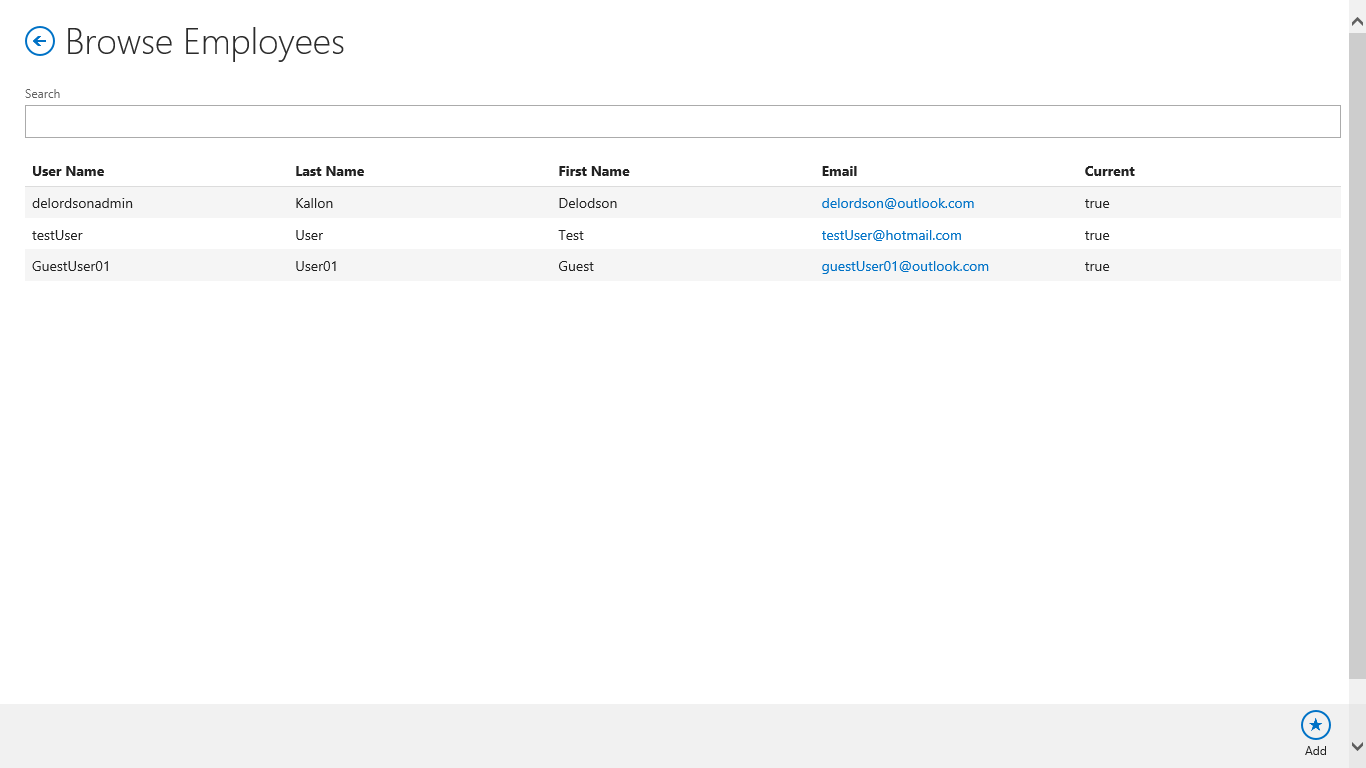 Browse Employees
Search
User Name Last Name First Name Email Current
delordsonadmin Kallon Delodson delordson@outlook.com true
testUser User Test testUser@hotmail.com true
GuestUser01 User01 Guest guestUser01@outlook.com true
Add